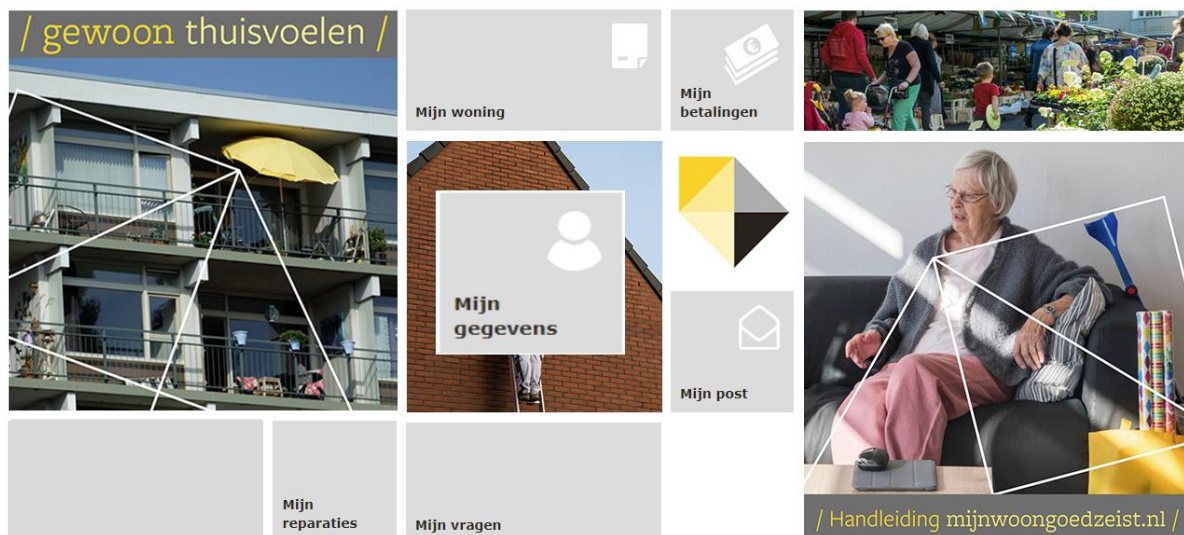 / gewoon thuisvoelen /
Mijn woning
Mijn
betalingen
Mijn
gegevens
Mijn post
Mijn
reparaties
Mijn vragen
/ Handleiding mijnwoongoedzeist.nl /